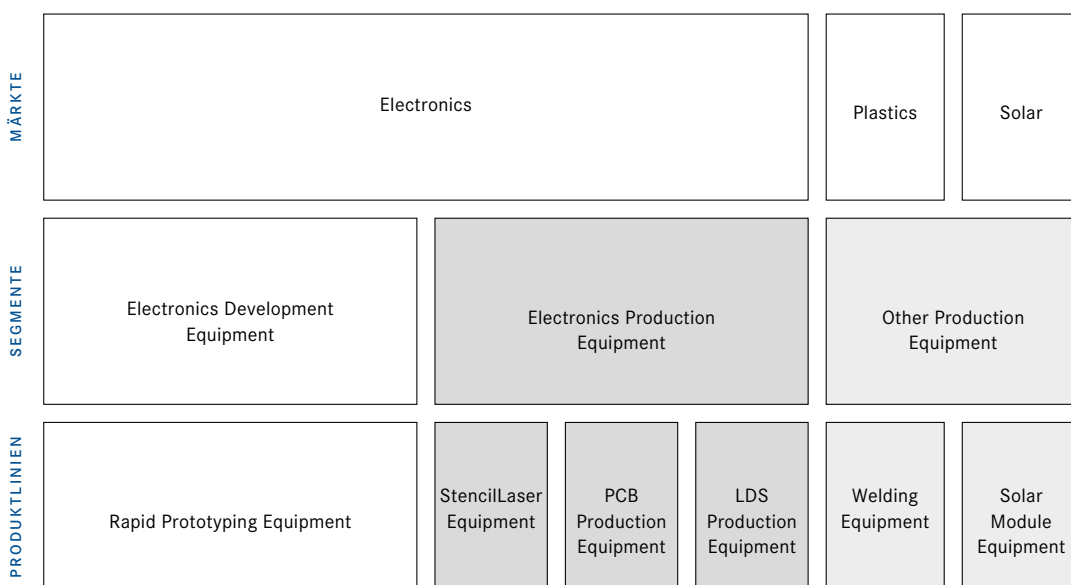 MÄRKTE
Electronics
Plastics
Solar
SEGMENTE
Electronics Development
Equipment
Electronics Production
Equipment
Other Production
Equipment
PRODUKTLINIEN
Rapid Prototyping Equipment
StencilLaser
Equipment
PCB
Production
Equipment
LDS
Production
Equipment
Welding
Equipment
Solar
Module
Equipment